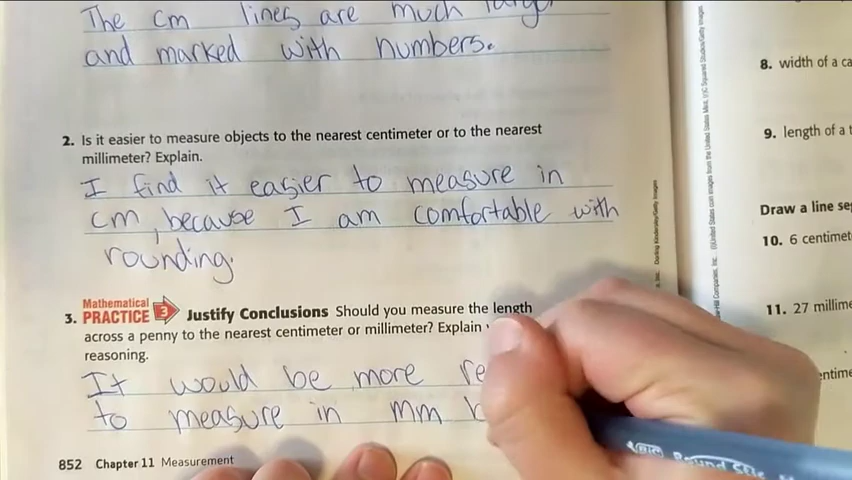 The cm lines are much
and marked with numbers.
2. Is it easier to measure objects to the nearest centimeter or to the nearest
millimeter? Explain.
I find it easier to measure in
cm, because I am comfortable with
rounding.
Mathematical
3. PRACTICE 3 Justify Conclusions Should you measure the length
across a penny to the nearest centimeter or millimeter? Explain
reasoning.
It would be more
to measure in mm
852 Chapter 11 Measurement
8. width of a
9. length of a
Draw a line
10. 6
11. 27